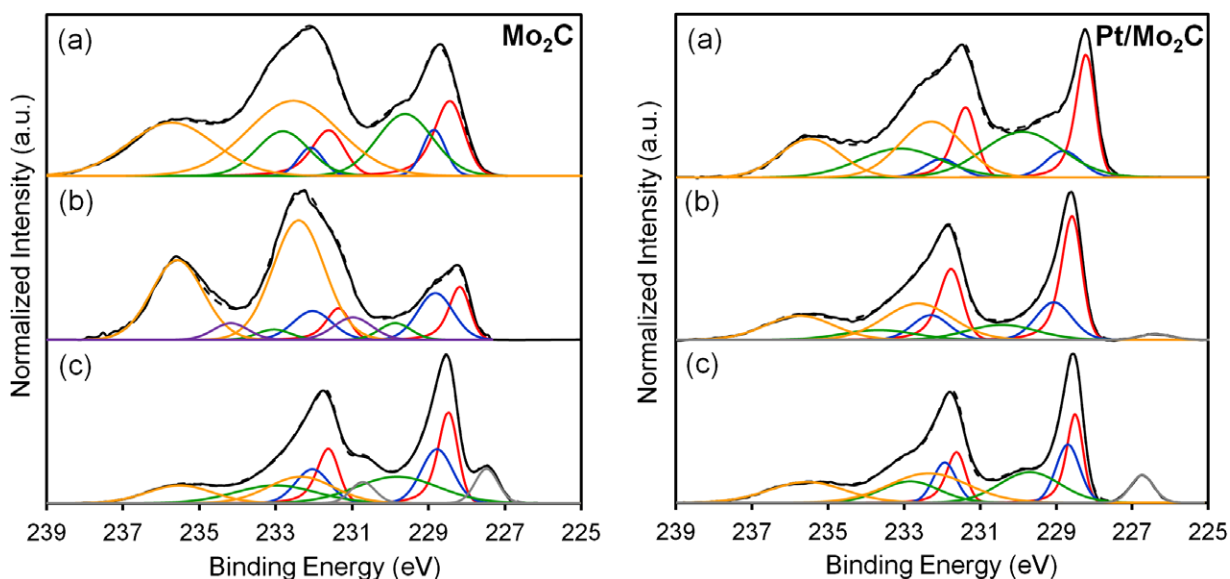 (a)
Mo₂C
(b)
(c)
Normalized Intensity (a.u.)
239 237 235 233 231 229 227 225
Binding Energy (eV)
(a)
Pt/Mo₂C
(b)
(c)
Normalized Intensity (a.u.)
239 237 235 233 231 229 227 225
Binding Energy (eV)